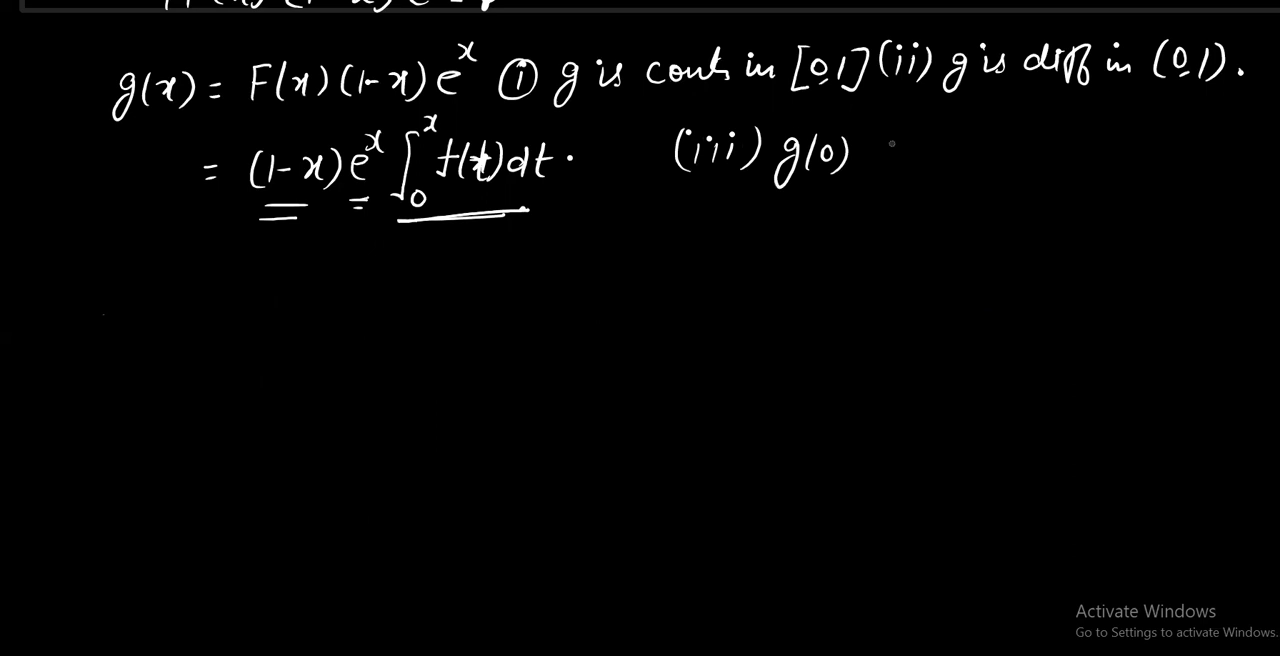 g(x) = F(x)(1-x)e^x (i) g is conts in [0,1] (ii) g is diff in (0,1).
= (1-x)e^x ∫_0^x f(t)dt. (iii) g(0)
Activate Windows
Go to Settings to activate Windows.